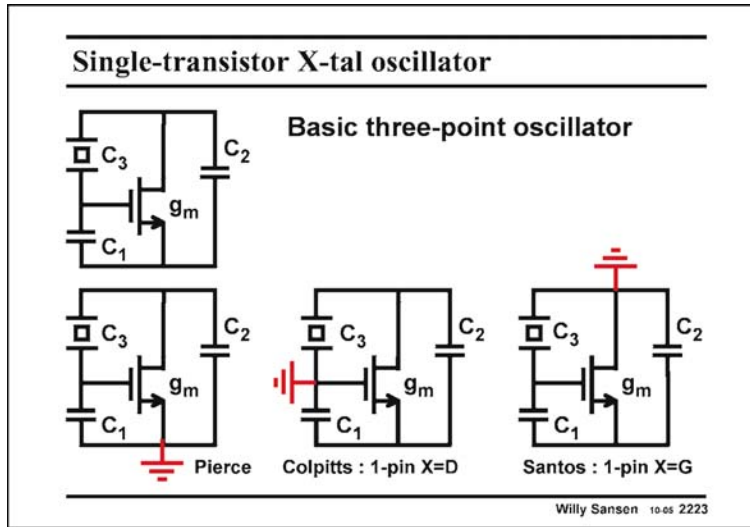 Single-transistor X-tal oscillator
Basic three-point oscillator
C3
C2
gm
C1
C3
C2
gm
C1
Pierce
C3
C2
gm
C1
Colpitts : 1-pin X=D
C3
C2
gm
C1
Santos : 1-pin X=G
Willy Sansen 10-05 2223